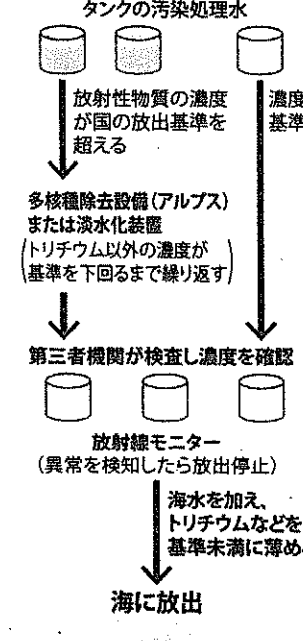 タンクの汚染処理水
放射性物質の濃度
が国の放出基準を
超える
濃度
基準
多核種除去設備(アルプス)
または淡水化装置
(トリチウム以外の濃度が
基準を下回るまで繰り返す)
第三者機関が検査し濃度を確認
放射線モニター
(異常を検知したら放出停止)
海水を加え、
トリチウムなどを
基準未満に薄め
海に放出